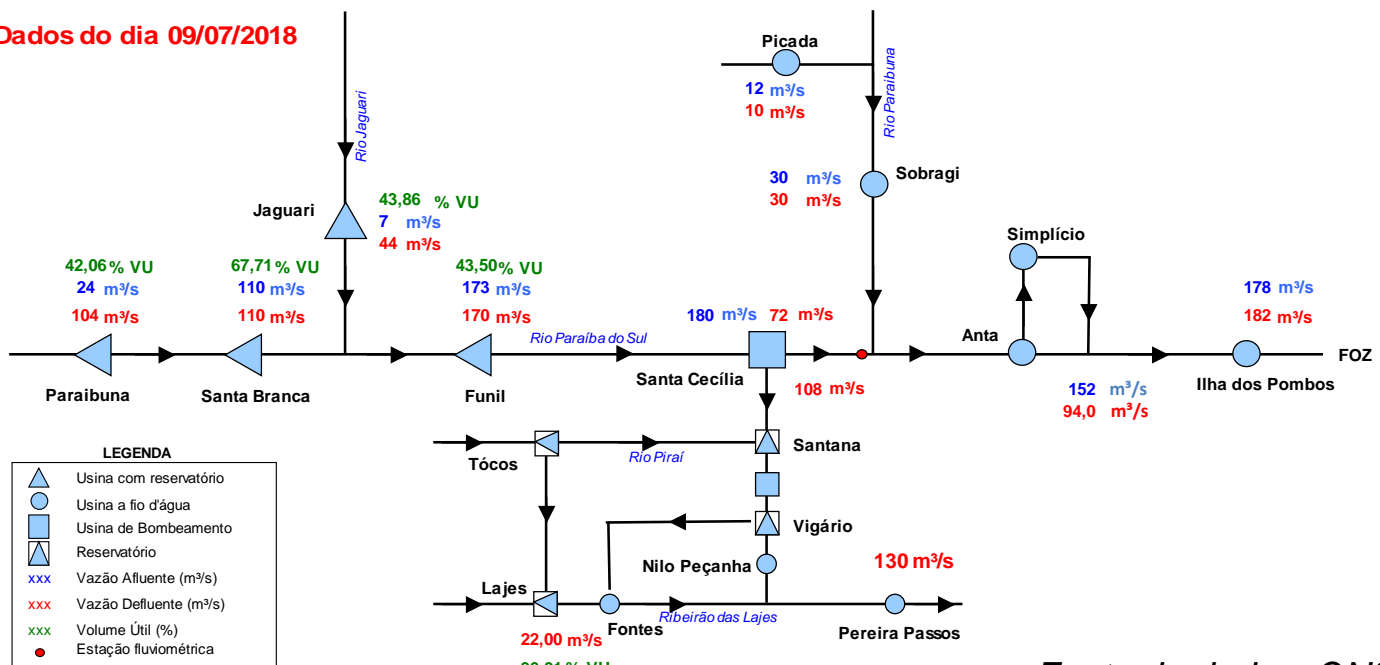 Dados do dia 09/07/2018
Picada
12 m³/s
10 m³/s
Rio Paraibuna
Rio Jaguari
30 m³/s
30 m³/s
Sobragi
Jaguari
43,86 % VU
7 m³/s
44 m³/s
Simplício
42,06 % VU
24 m³/s
104 m³/s
67,71 % VU
110 m³/s
110 m³/s
43,50 % VU
173 m³/s
170 m³/s
178 m³/s
182 m³/s
Rio Paraíba do Sul
180 m³/s 72 m³/s
Anta
FOZ
Paraibuna
Santa Branca
Funil
Santa Cecília
108 m³/s
152 m³/s
94,0 m³/s
Ilha dos Pombos
Tócos
Rio Piraí
Santana
Vigário
Nilo Peçanha
130 m³/s
Lajes
Fontes
Ribeirão das Lajes
Pereira Passos
22,00 m³/s
% VU
LEGENDA
Usina com reservatório
Usina a fio d'água
Usina de Bombeamento
Reservatório
xxx Vazão Afluente (m³/s)
xxx Vazão Defluente (m³/s)
xxx Volume Útil (%)
Estação fluviométrica